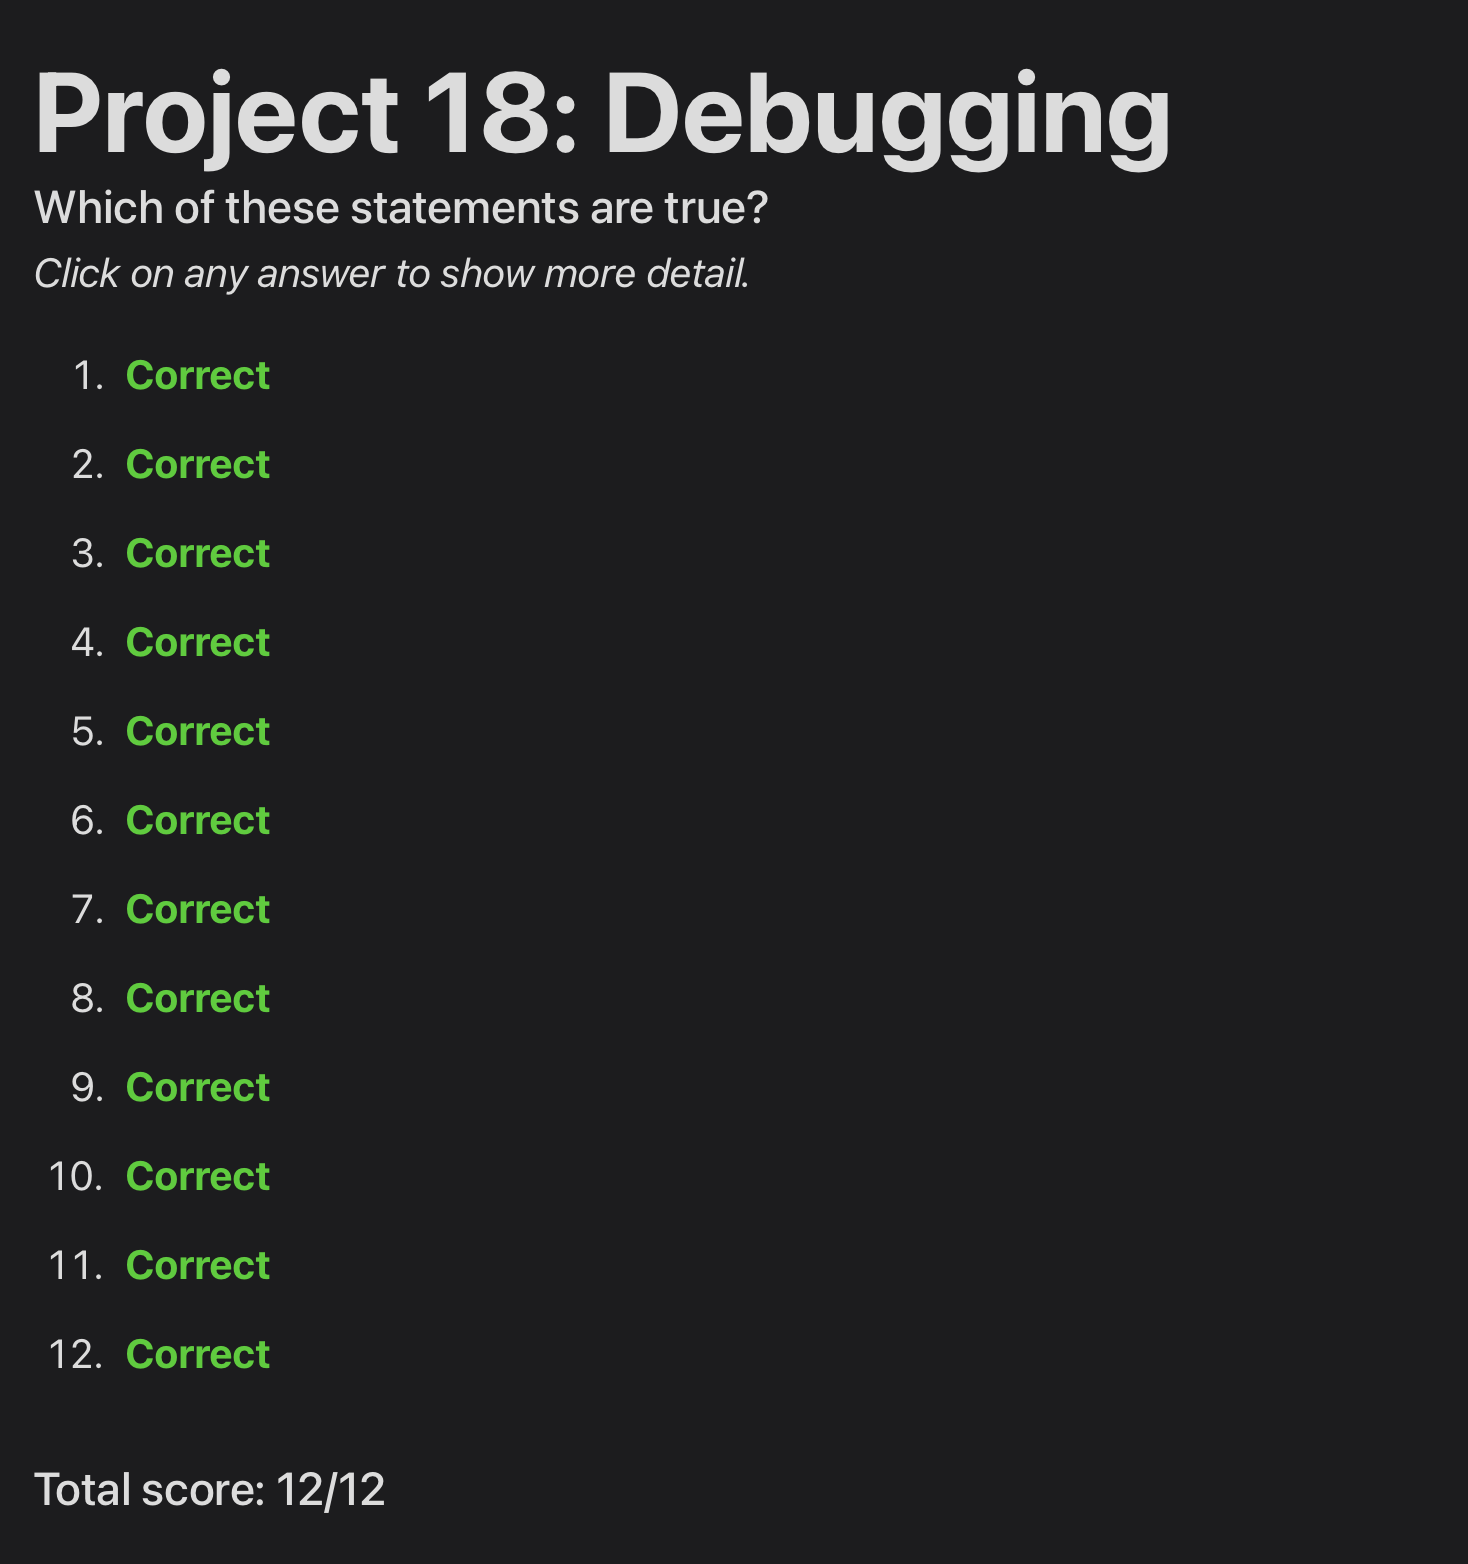 Project 18: Debugging
Which of these statements are true?
Click on any answer to show more detail.
1. Correct
2. Correct
3. Correct
4. Correct
5. Correct
6. Correct
7. Correct
8. Correct
9. Correct
10. Correct
11. Correct
12. Correct
Total score: 12/12